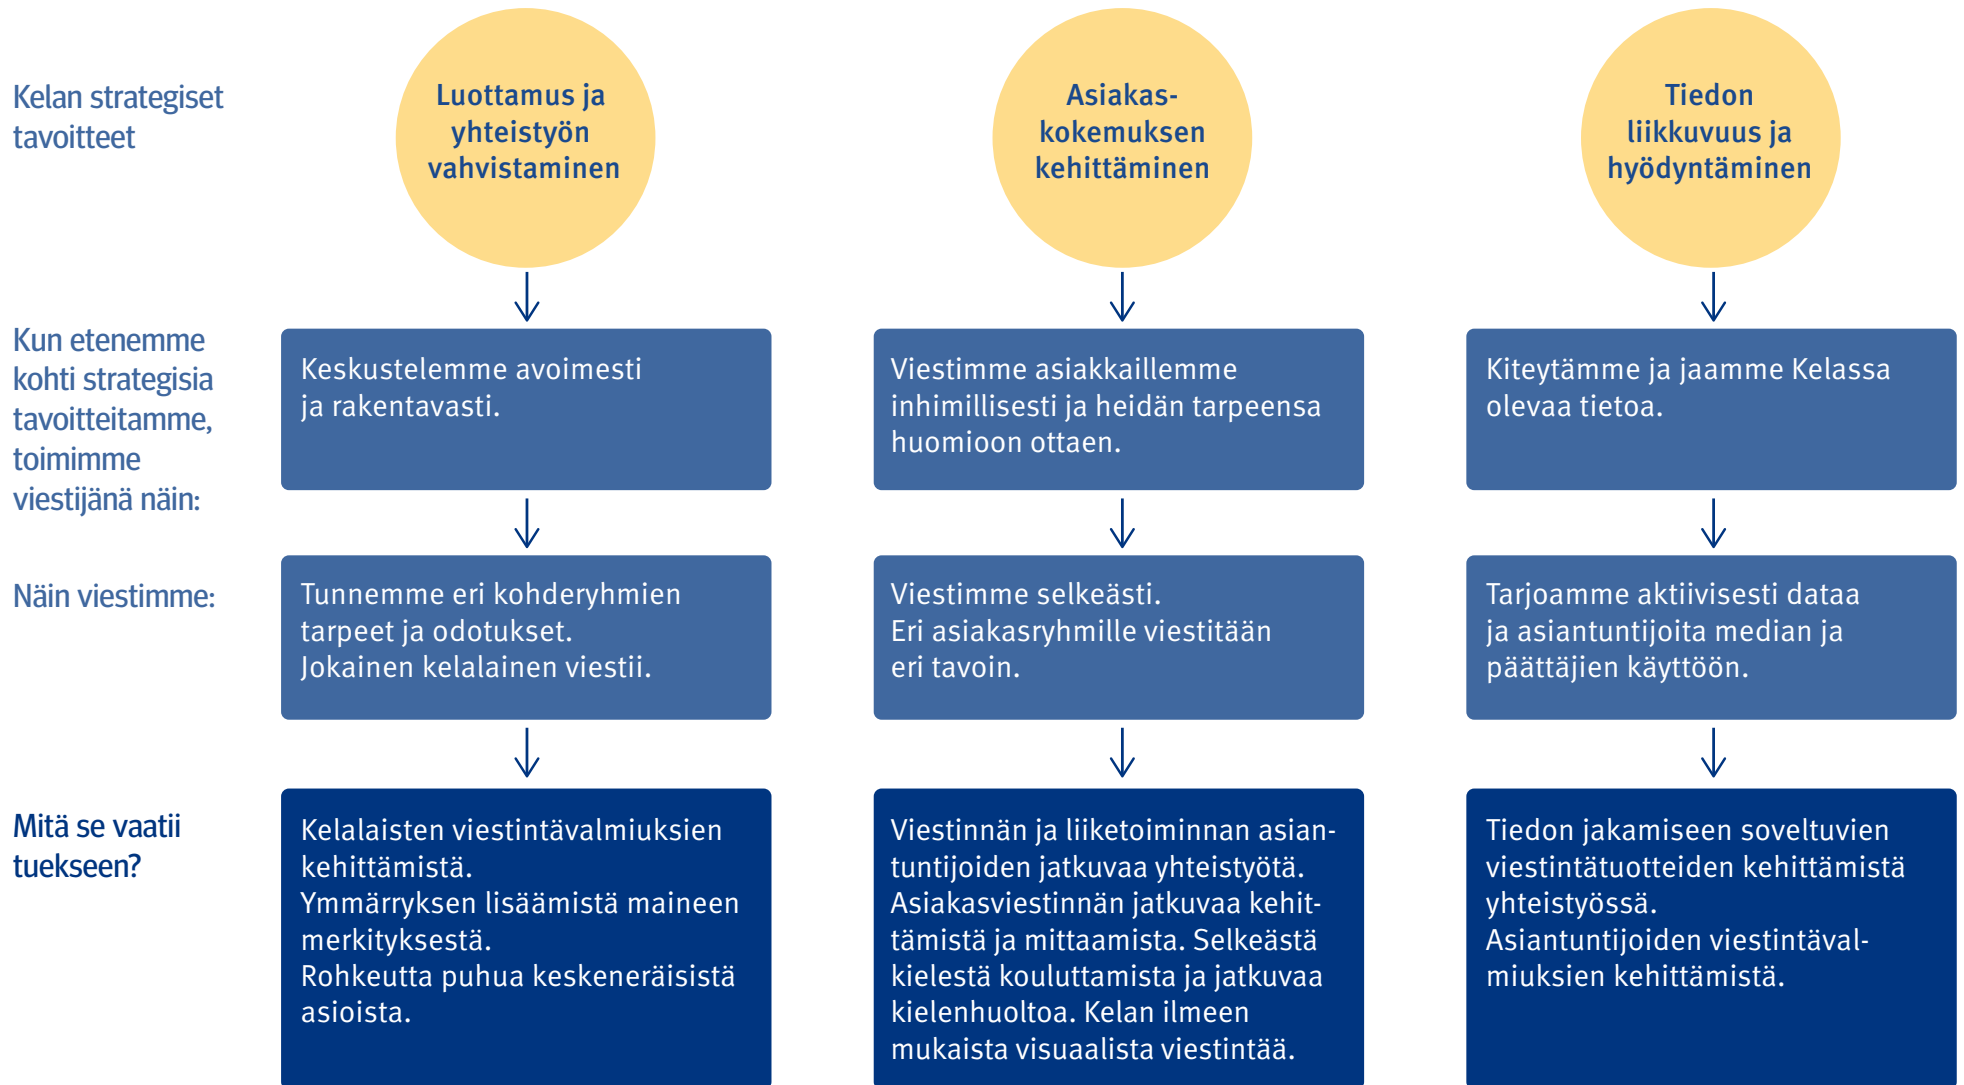 Kelan strategiset
tavoitteet
Luottamus ja
yhteistyön
vahvistaminen
Asiakas-
kokemuksen
kehittäminen
Tiedon
liikkuvuus ja
hyödyntäminen
Kun etenemme
kohti strategisia
tavoitteitamme,
toimimme
viestijänä näin:
Keskustelemme avoimesti
ja rakentavasti.
Viestimme asiakkaillemme
inhimillisesti ja heidän tarpeensa
huomioon ottaen.
Kiteytämme ja jaamme Kelassa
olevaa tietoa.
Näin viestimme:
Tunnemme eri kohderyhmien
tarpeet ja odotukset.
Jokainen kelalainen viestii.
Viestimme selkeästi.
Eri asiakasryhmille viestitään
eri tavoin.
Tarjoamme aktiivisesti dataa
ja asiantuntijoita median ja
päättäjien käyttöön.
Mitä se vaatii
tuekseen?
Kelalaisten viestintävalmiuksien
kehittämistä.
Ymmärryksen lisäämistä maineen
merkityksestä.
Rohkeutta puhua keskeneräisistä
asioista.
Viestinnän ja liiketoiminnan asian-
tuntijoiden jatkuvaa yhteistyötä.
Asiakasviestinnän jatkuvaa kehit-
tämistä ja mittaamista. Selkeästä
kielestä kouluttamista ja jatkuvaa
kielenhuoltoa. Kelan ilmeen
mukaista visuaalista viestintää.
Tiedon jakamiseen soveltuvien
viestintätuotteiden kehittämistä
yhteistyössä.
Asiantuntijoiden viestintäval-
miuksien kehittämistä.